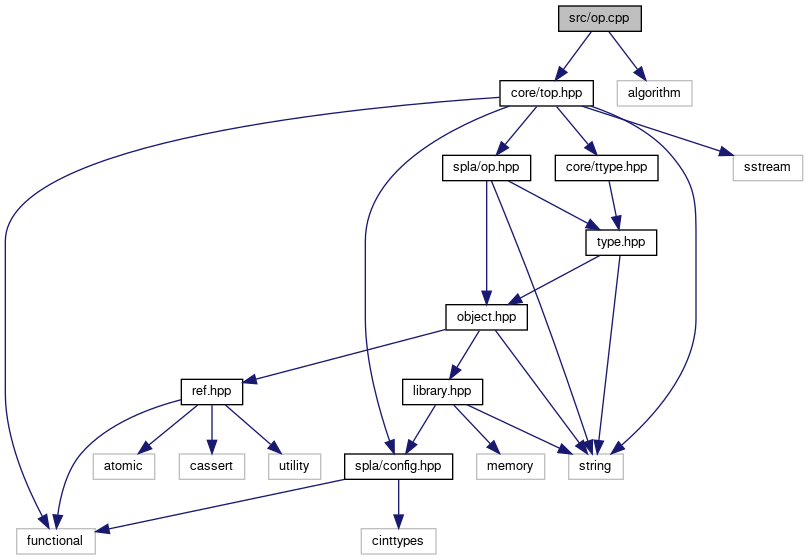 src/op.cpp
core/top.hpp
algorithm
spla/op.hpp
core/ttype.hpp
sstream
type.hpp
object.hpp
ref.hpp
library.hpp
atomic
cassert
utility
spla/config.hpp
memory
string
functional
cinttypes